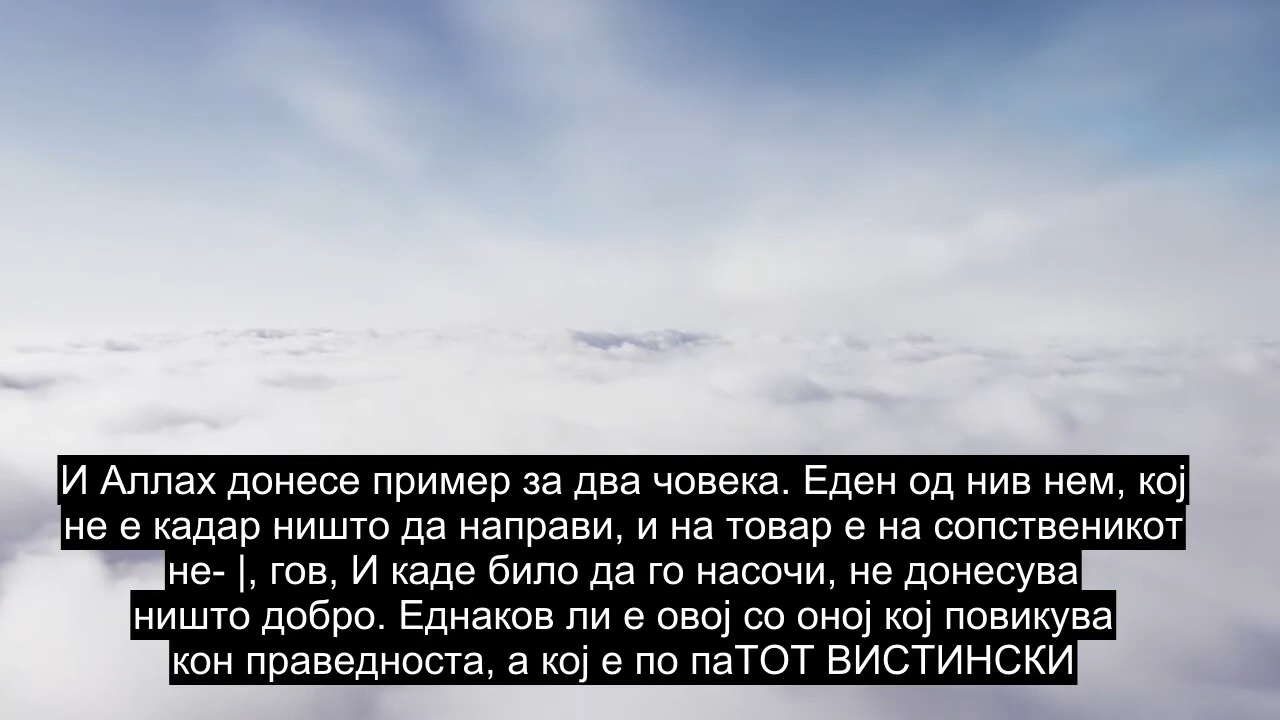 И Аллах донесе пример за два човека. Еден од нив нем, кој
не е кадар ништо да направи, и на товар е на сопственикот
не- |, гов, И каде било да го насочи, не донесува
ништо добро. Еднаков ли е овој со оној кој повикува
кон праведноста, а кој е по паТОТ ВИСТИНСКИ